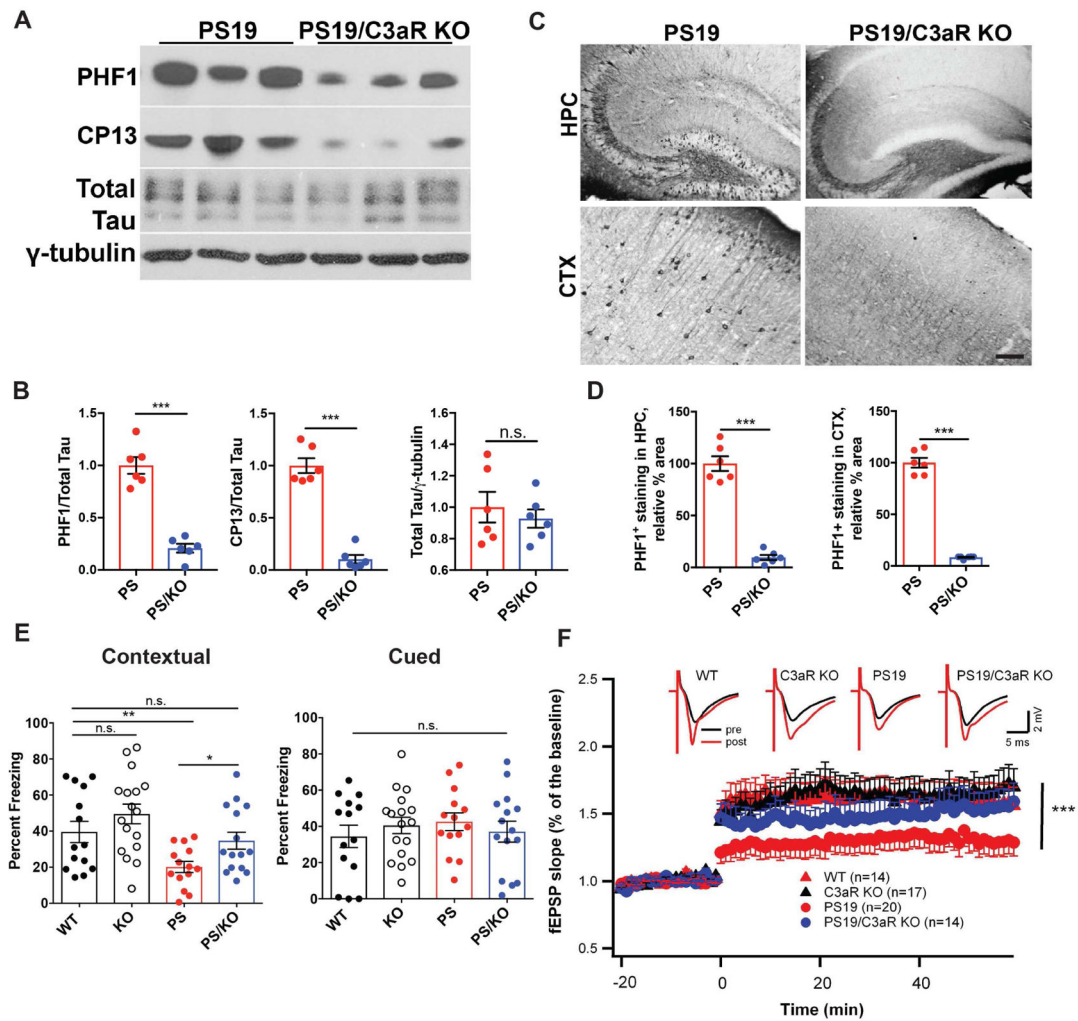 A
PS19
PS19/C3aR KO
PHF1
CP13
Total
Tau
γ-tubulin
C
PS19
PS19/C3aR KO
HPC
CTX
B
PHF1/Total Tau
1.5
1.0
0.5
0.0
***
PS
PS/KO
CP13/Total Tau
1.5
1.0
0.5
0.0
***
PS
PS/KO
Total Tau/γ-tubulin
1.6
1.4
1.2
1.0
0.8
0.6
n.s.
PS
PS/KO
D
PHF1⁺ staining in HPC,
relative % area
150
100
50
0
***
PS
PS/KO
PHF1+ staining in CTX,
relative % area
150
100
50
0
***
PS
PS/KO
E
Contextual
Percent Freezing
100
80
60
40
20
0
n.s.
**
n.s.
*
WT
KO
PS
PS/KO
Cued
Percent Freezing
100
80
60
40
20
0
n.s.
WT
KO
PS
PS/KO
F
fEPSP slope (% of the baseline)
2.5
2.0
1.5
1.0
0.5
WT
C3aR KO
PS19
PS19/C3aR KO
pre
post
2 mV
5 ms
***
WT (n=14)
C3aR KO (n=17)
PS19 (n=20)
PS19/C3aR KO (n=14)
-20
0
20
40
Time (min)